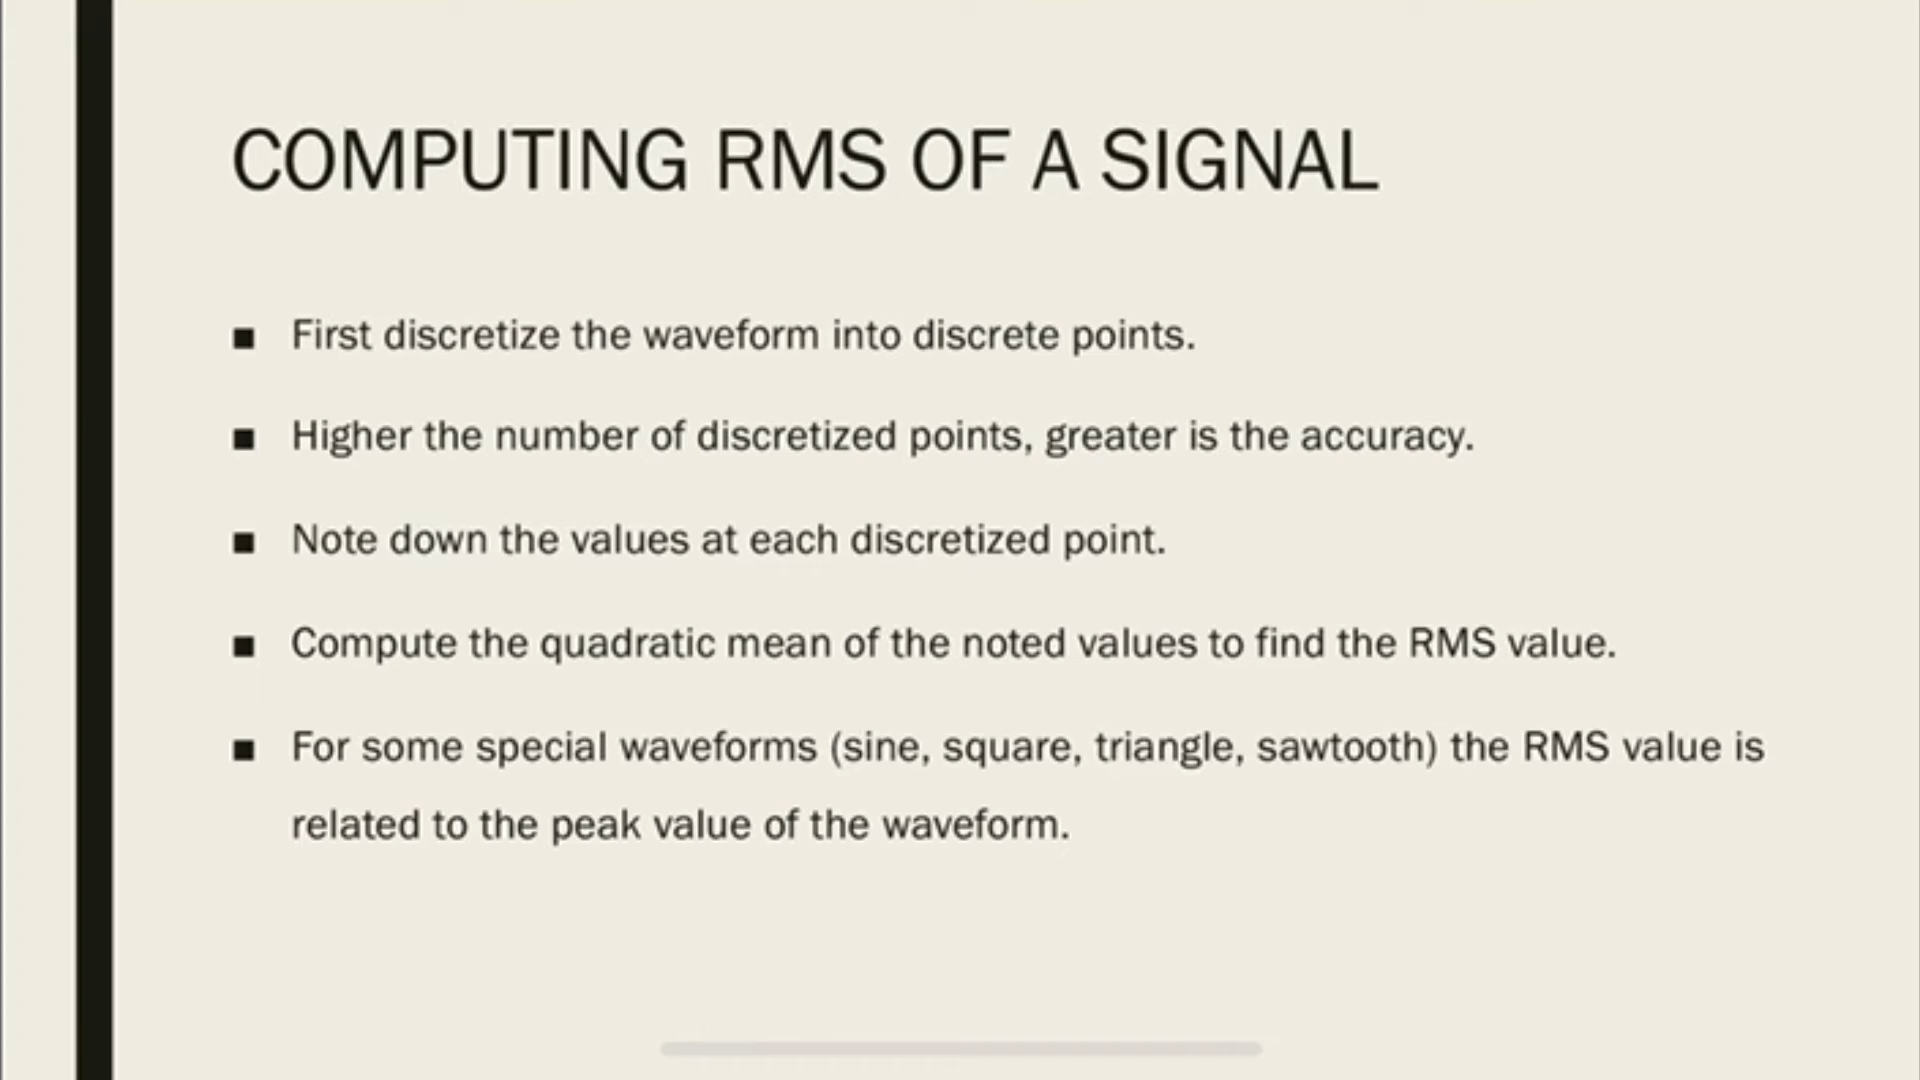 COMPUTING RMS OF A SIGNAL
■ First discretize the waveform into discrete points.
■ Higher the number of discretized points, greater is the accuracy.
■ Note down the values at each discretized point.
■ Compute the quadratic mean of the noted values to find the RMS value.
■ For some special waveforms (sine, square, triangle, sawtooth) the RMS value is
related to the peak value of the waveform.